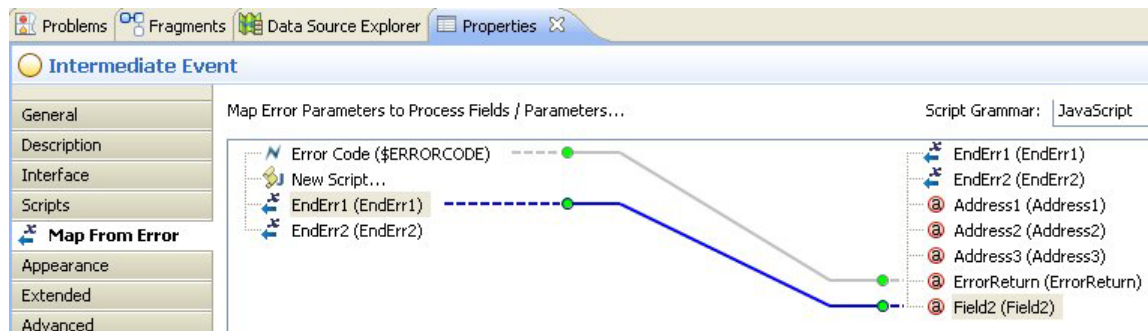 Problems Fragments Data Source Explorer Properties
Intermediate Event
General
Description
Interface
Scripts
Map From Error
Appearance
Extended
Advanced
Map Error Parameters to Process Fields / Parameters... Script Grammar: JavaScript
Error Code ($ERRORCODE)
New Script...
EndErr1 (EndErr1)
EndErr2 (EndErr2)
EndErr1 (EndErr1)
EndErr2 (EndErr2)
Address1 (Address1)
Address2 (Address2)
Address3 (Address3)
ErrorReturn (ErrorReturn)
Field2 (Field2)